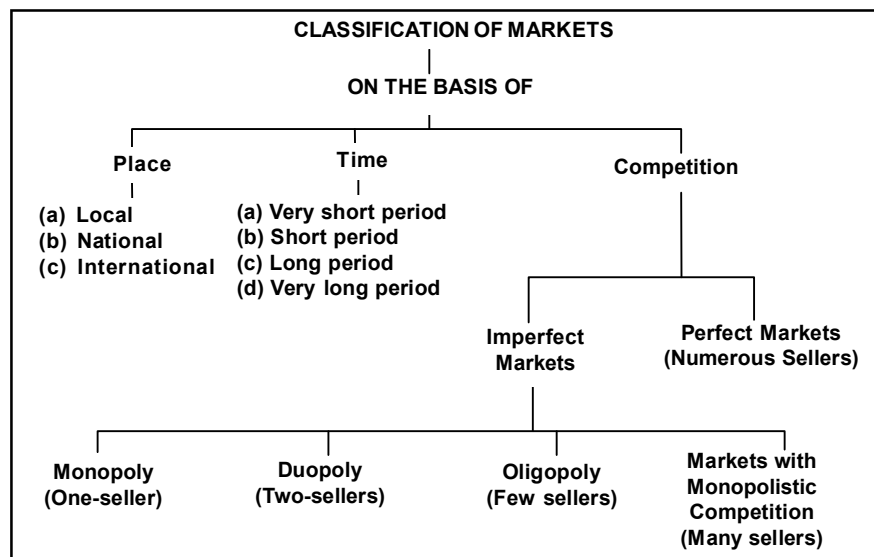 CLASSIFICATION OF MARKETS
ON THE BASIS OF
Place
(a) Local
(b) National
(c) International
Time
(a) Very short period
(b) Short period
(c) Long period
(d) Very long period
Competition
Imperfect
Markets
Perfect Markets
(Numerous Sellers)
Monopoly
(One-seller)
Duopoly
(Two-sellers)
Oligopoly
(Few sellers)
Markets with
Monopolistic
Competition
(Many sellers)